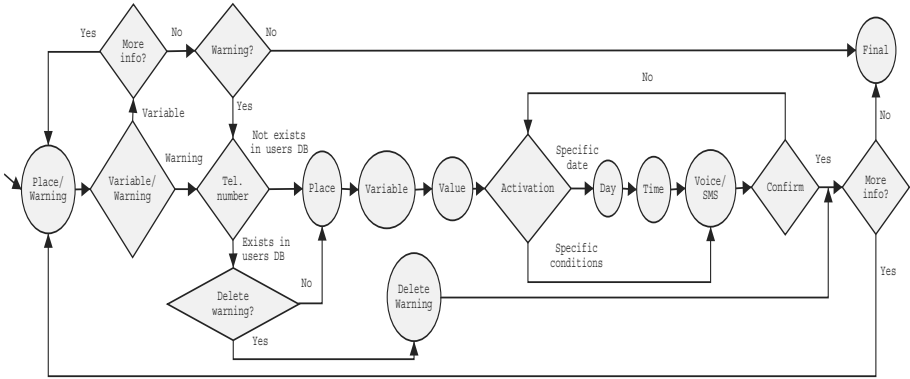 Yes
More
info?
No
Warning?
No
Final
Variable
Yes
No
Not exists
in users DB
Specific
date
Yes
No
Place/
Warning
Variable/
Warning
Warning
Tel.
number
Place
Variable
Value
Activation
Day
Time
Voice/
SMS
Confirm
More
info?
Exists in
users DB
Specific
conditions
Delete
warning?
No
Delete
Warning
Yes
Yes